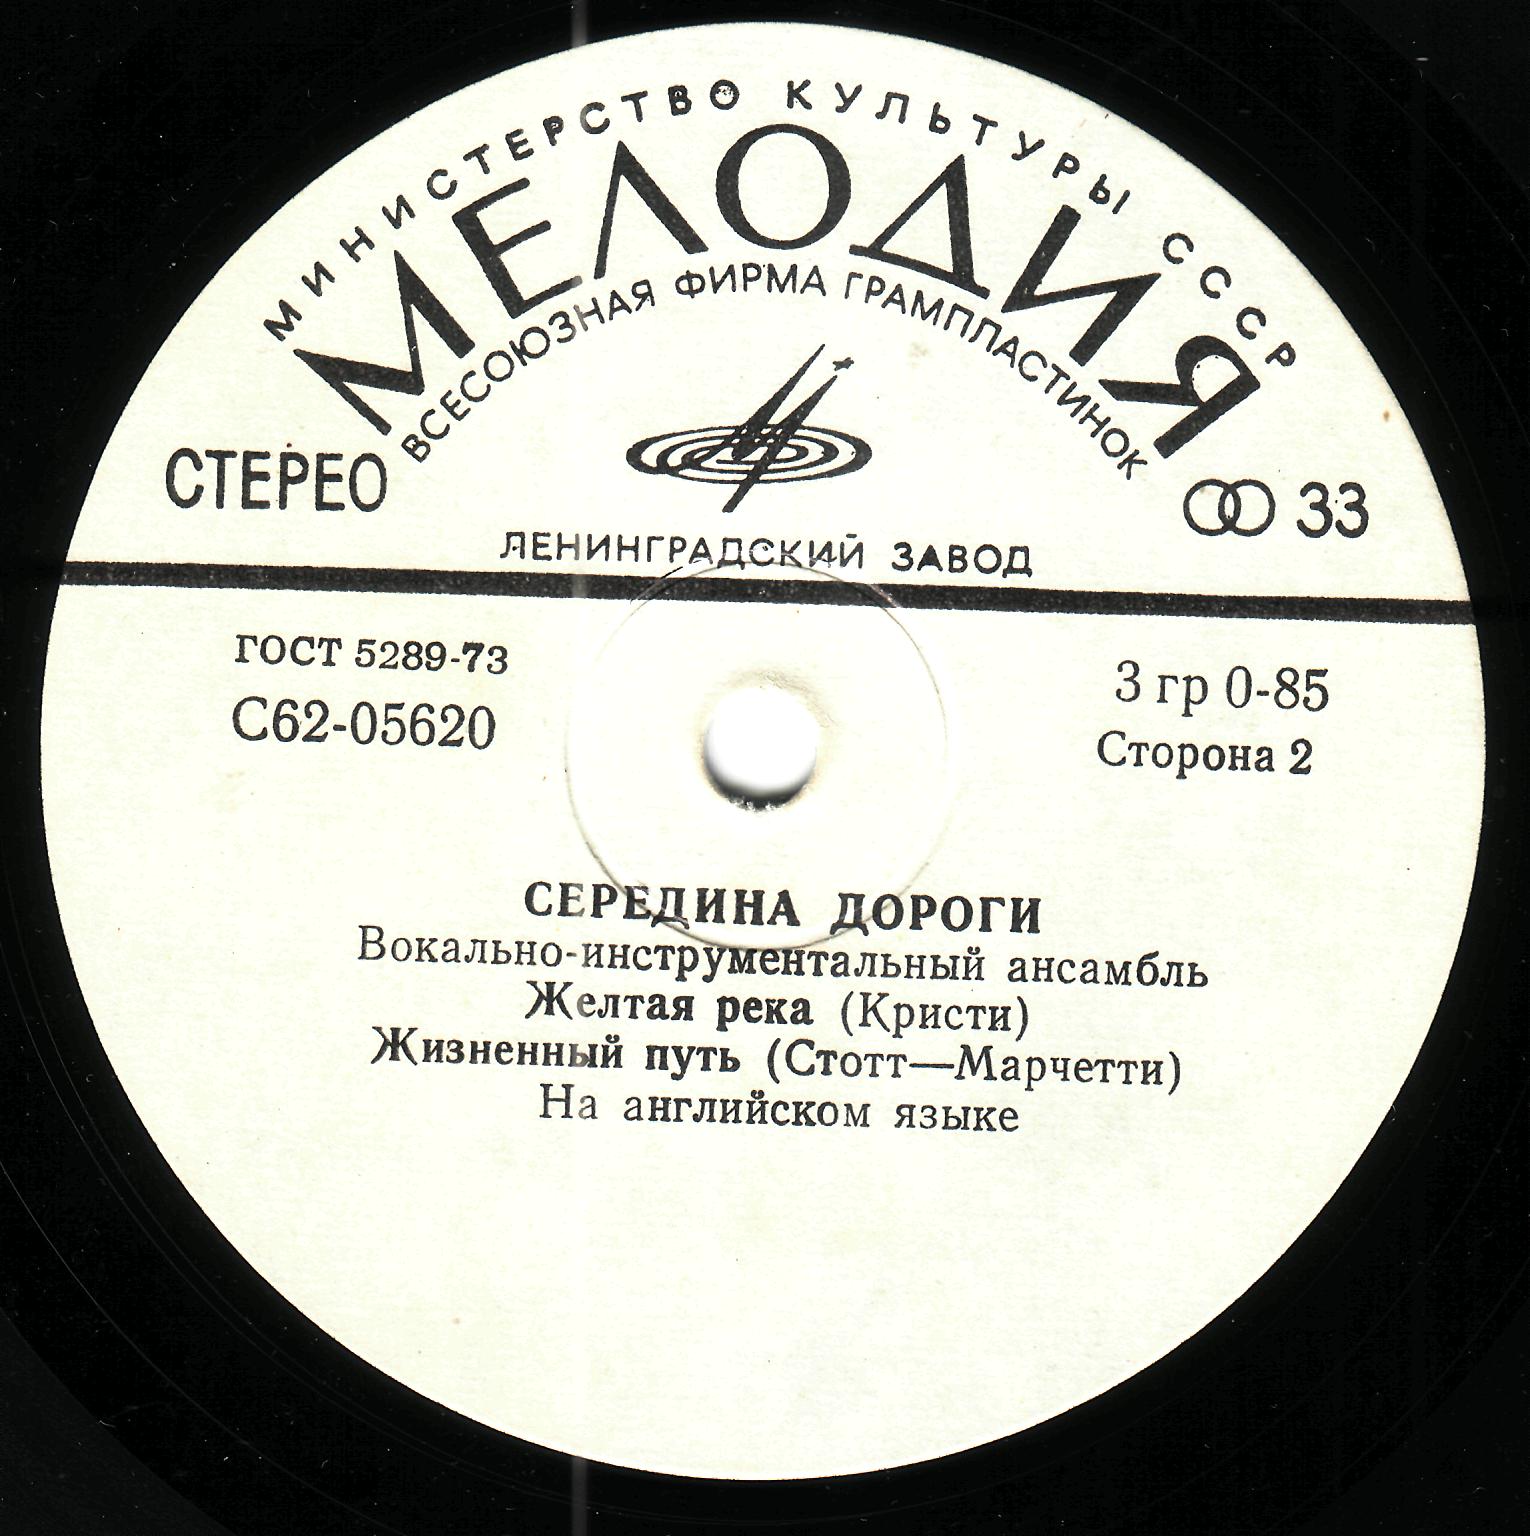 МИНИСТЕРСТВО КУЛЬТУРЫ СССР
МЕЛОДИЯ
ВСЕСОЮЗНАЯ ФИРМА ГРАМПЛАСТИНОК
СТЕРЕО
33
ЛЕНИНГРАДСКИЙ ЗАВОД
ГОСТ 5289-73
3 гр 0-85
С62-05620
Сторона 2
СЕРЕДИНА ДОРОГИ
Вокально-инструментальный ансамбль
Желтая река (Кристи)
Жизненный путь (Стотт—Марчетти)
На английском языке